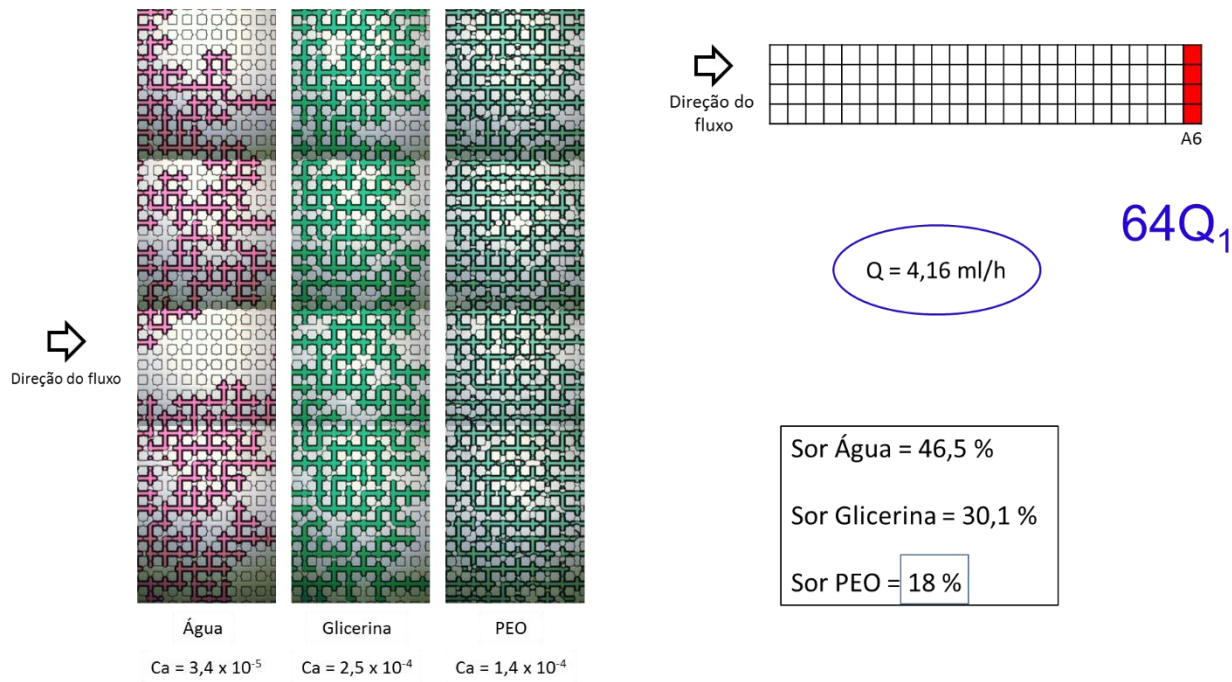 Direção do
fluxo
A6
64Q₁
Q = 4,16 ml/h
Direção do fluxo
Sor Água = 46,5 %
Sor Glicerina = 30,1 %
Sor PEO = 18 %
Água
Glicerina
PEO
Ca = 3,4 x 10⁻⁵
Ca = 2,5 x 10⁻⁴
Ca = 1,4 x 10⁻⁴